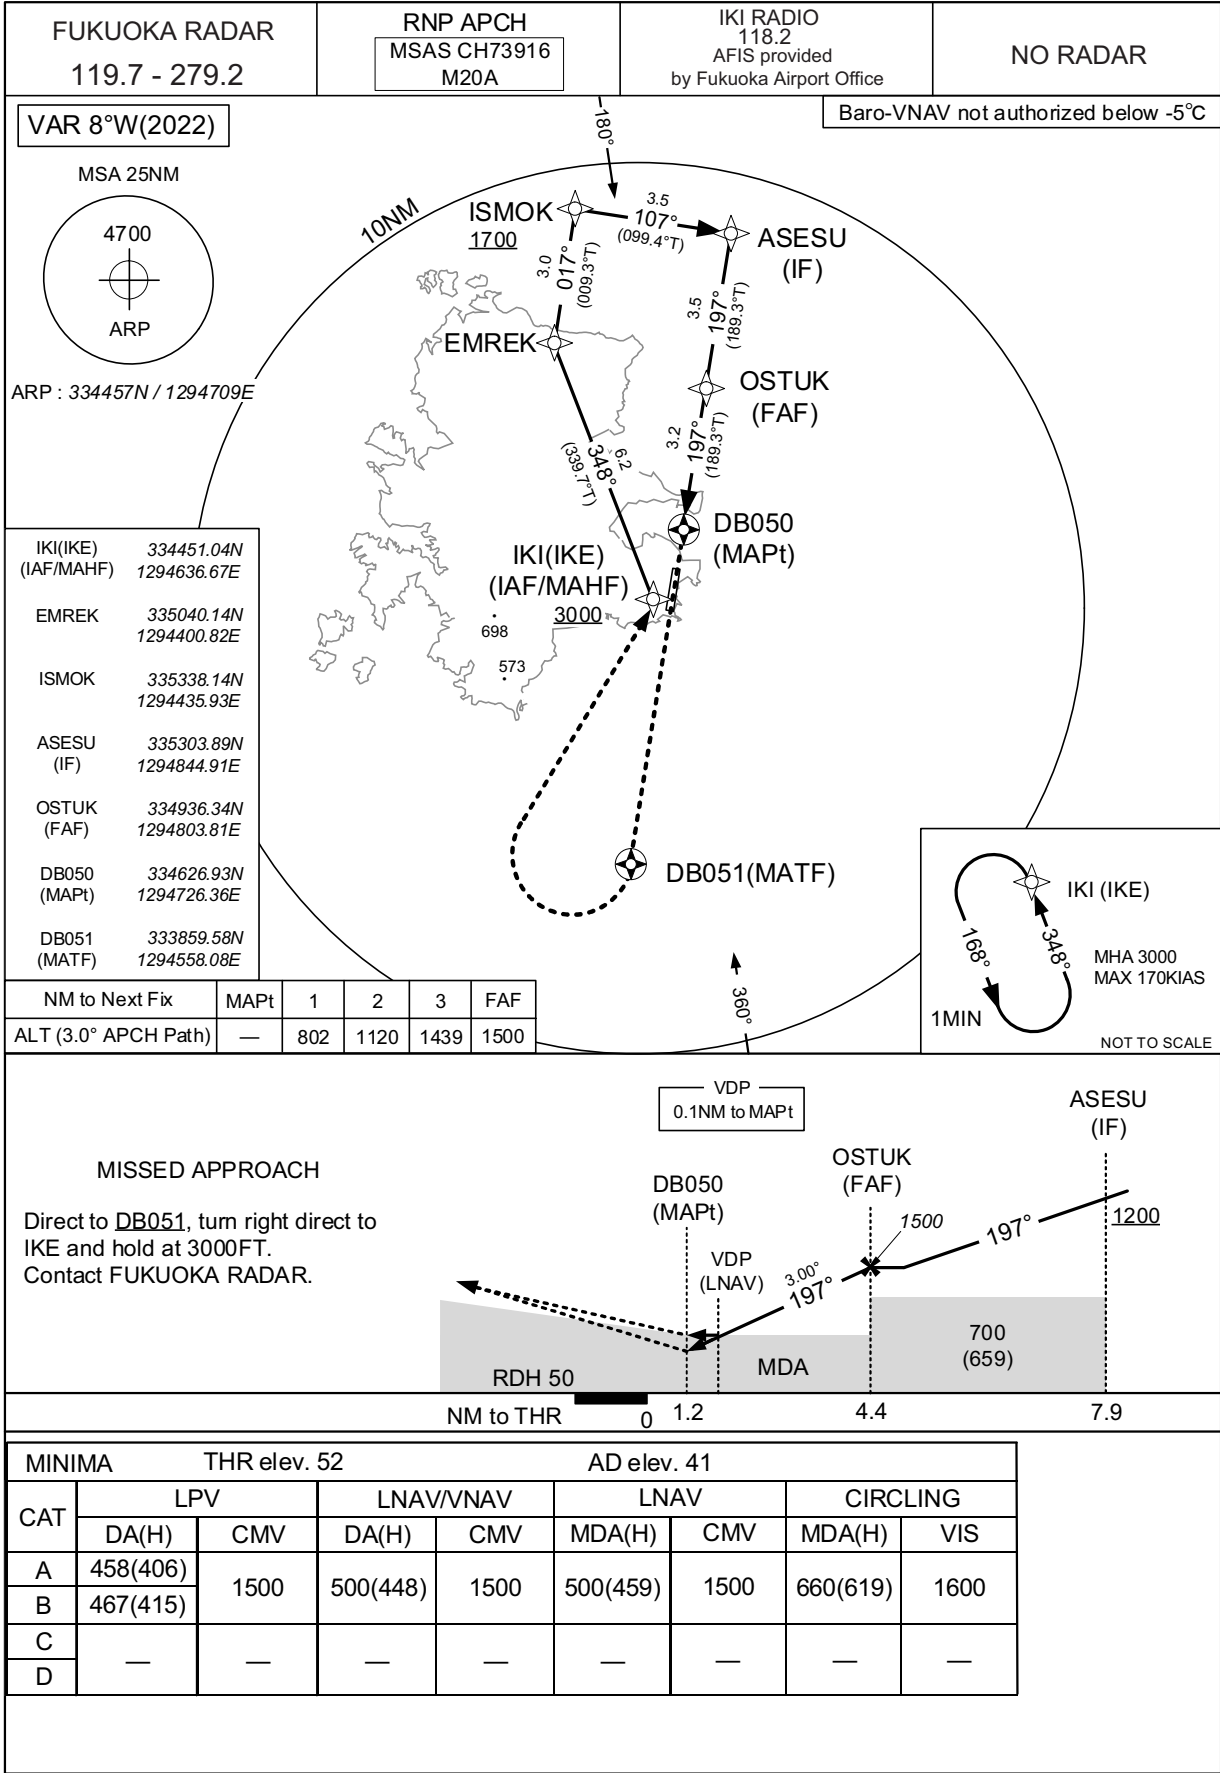 FUKUOKA RADAR
119.7 - 279.2
RNP APCH
MSAS CH73916
M20A
IKI RADIO
118.2
AFIS provided
by Fukuoka Airport Office
NO RADAR
VAR 8°W(2022)
Baro-VNAV not authorized below -5°C
MSA 25NM
4700
ARP
ARP : 334457N / 1294709E
10NM
180°
ISMOK
1700
3.5
107°
(099.4°T)
ASESU
(IF)
3.0
017°
(009.3°T)
EMREK
3.5
197°
(189.3°T)
OSTUK
(FAF)
3.2
197°
(189.3°T)
6.2
348°
(339.7°T)
DB050
(MAPt)
IKI(IKE)
(IAF/MAHF)
3000
698
573
DB051(MATF)
360°
IKI(IKE) 334451.04N
(IAF/MAHF) 1294636.67E
EMREK 335040.14N
1294400.82E
ISMOK 335338.14N
1294435.93E
ASESU 335303.89N
(IF) 1294844.91E
OSTUK 334936.34N
(FAF) 1294803.81E
DB050 334626.93N
(MAPt) 1294726.36E
DB051 333859.58N
(MATF) 1294558.08E
IKI (IKE)
168°
348°
MHA 3000
MAX 170KIAS
1MIN
NOT TO SCALE
NM to Next Fix MAPt 1 2 3 FAF
ALT (3.0° APCH Path) — 802 1120 1439 1500
VDP
0.1NM to MAPt
MISSED APPROACH
Direct to DB051, turn right direct to
IKE and hold at 3000FT.
Contact FUKUOKA RADAR.
DB050
(MAPt)
VDP
(LNAV)
OSTUK
(FAF)
1500
ASESU
(IF)
1200
197°
3.00°
197°
700
(659)
MDA
RDH 50
NM to THR 0 1.2 4.4 7.9
MINIMA THR elev. 52 AD elev. 41
CAT LPV LNAV/VNAV LNAV CIRCLING
DA(H) CMV DA(H) CMV MDA(H) CMV MDA(H) VIS
A 458(406) 1500 500(448) 1500 500(459) 1500 660(619) 1600
B 467(415)
C — — — — — — — —
D